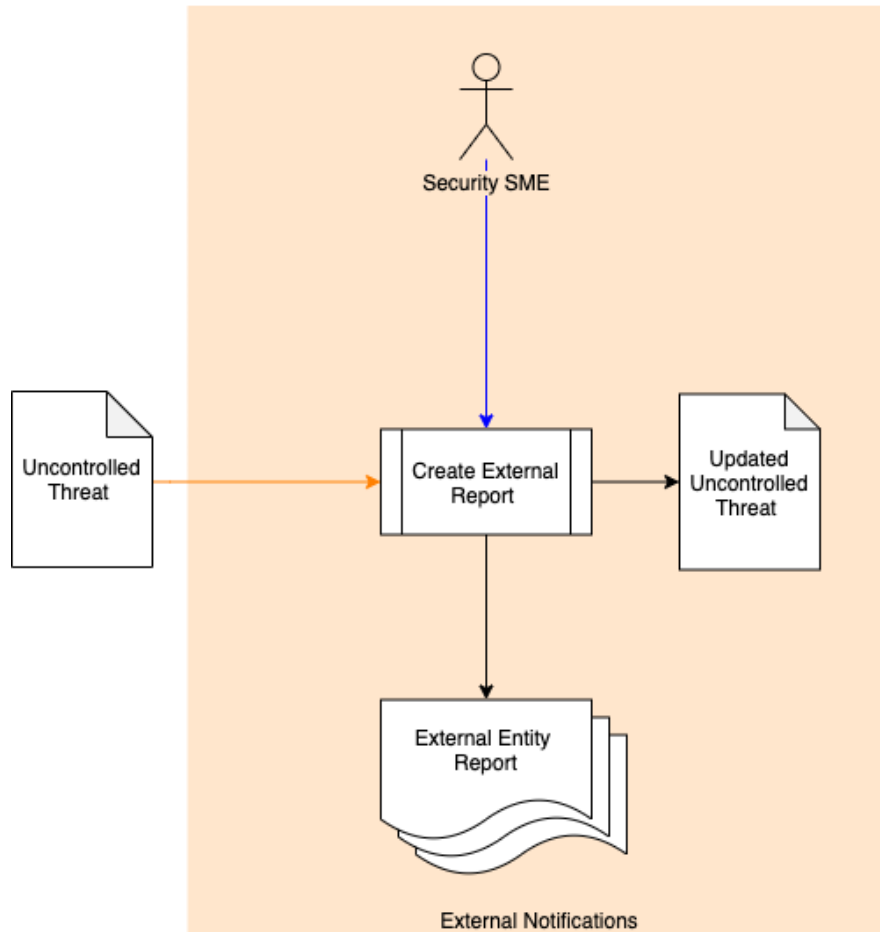 Security SME
Uncontrolled
Threat
Create External
Report
Updated
Uncontrolled
Threat
External Entity
Report
External Notifications